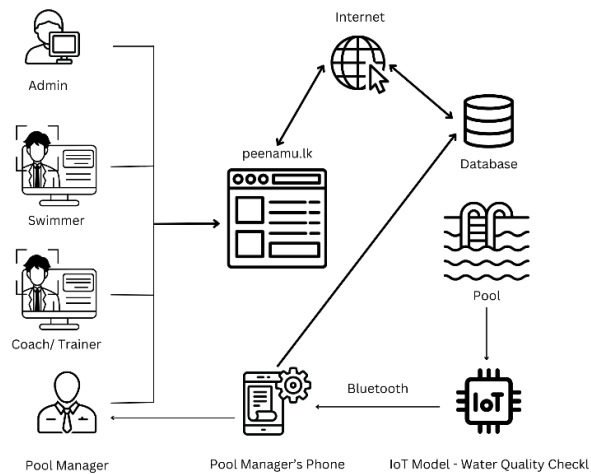 Internet
Admin
peenamu.lk
Database
Swimmer
Pool
Coach/ Trainer
Bluetooth
IoT
Pool Manager
Pool Manager's Phone
IoT Model - Water Quality Checkl